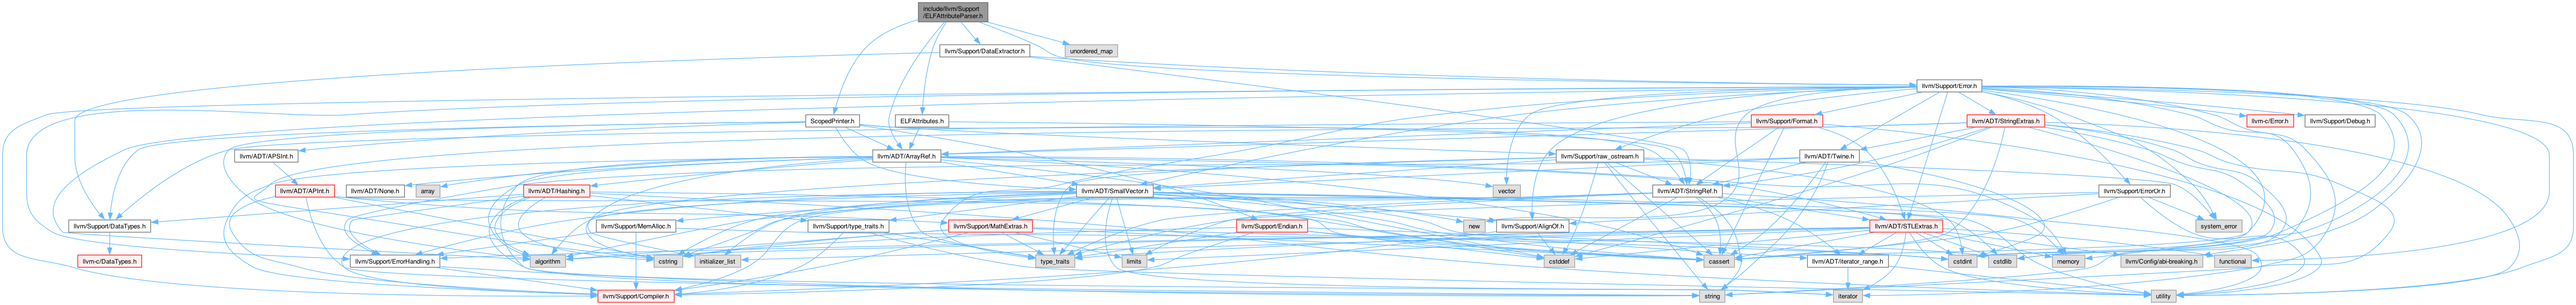 include/llvm/Support
/ELFAttributeParser.h
llvm/Support/DataExtractor.h
unordered_map
llvm/Support/Error.h
ScopedPrinter.h
ELFAttributes.h
llvm/Support/Format.h
llvm/ADT/StringExtras.h
llvm-c/Error.h
llvm/Support/Debug.h
llvm/ADT/APSInt.h
llvm/ADT/ArrayRef.h
llvm/Support/raw_ostream.h
llvm/ADT/Twine.h
llvm/ADT/APInt.h
llvm/ADT/None.h
array
llvm/ADT/Hashing.h
llvm/ADT/SmallVector.h
vector
llvm/ADT/StringRef.h
llvm/Support/ErrorOr.h
llvm/Support/DataTypes.h
llvm/Support/MemAlloc.h
llvm/Support/type_traits.h
llvm/Support/MathExtras.h
llvm/Support/Endian.h
new
llvm/Support/AlignOf.h
llvm/ADT/STLExtras.h
system_error
llvm-c/DataTypes.h
llvm/Support/ErrorHandling.h
algorithm
cstring
initializer_list
type_traits
limits
cstddef
cassert
llvm/ADT/iterator_range.h
cstdint
cstdlib
memory
llvm/Config/abi-breaking.h
functional
llvm/Support/Compiler.h
string
iterator
utility